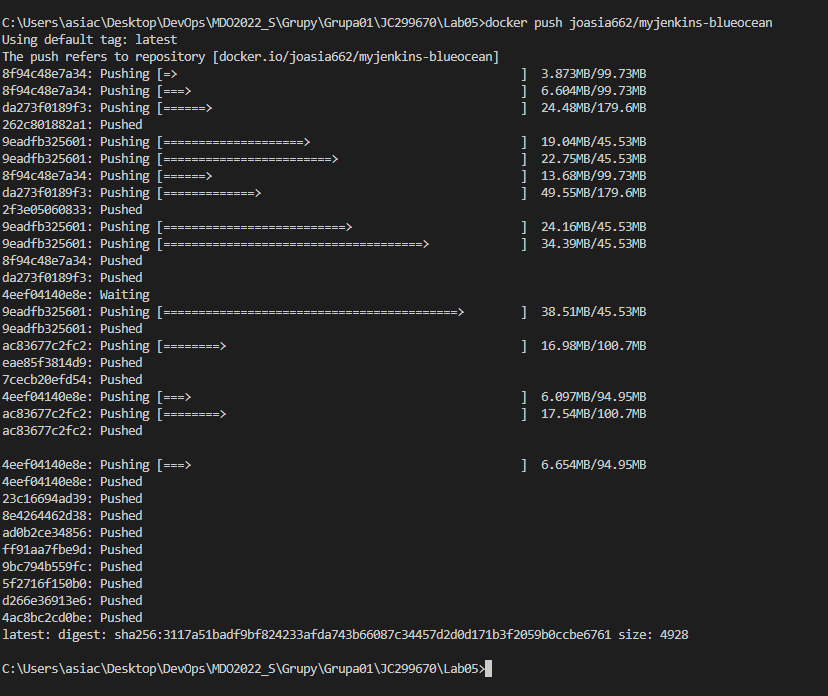 C:\Users\asiac\Desktop\DevOps\MDO2022_S\Grupy\Grupa01\JC299670\Lab05>docker push joasia662/myjenkins-blueocean
Using default tag: latest
The push refers to repository [docker.io/joasia662/myjenkins-blueocean]
8f94c48e7a34: Pushing [=>                                                 ]  3.873MB/99.73MB
8f94c48e7a34: Pushing [===>                                               ]  6.604MB/99.73MB
da273f0189f3: Pushing [======>                                            ]  24.48MB/179.6MB
262c801882a1: Pushed
9eadfb325601: Pushing [====================>                              ]  19.04MB/45.53MB
9eadfb325601: Pushing [========================>                          ]  22.75MB/45.53MB
8f94c48e7a34: Pushing [======>                                            ]  13.68MB/99.73MB
da273f0189f3: Pushing [=============>                                     ]  49.55MB/179.6MB
2f3e05060833: Pushed
9eadfb325601: Pushing [==========================>                        ]  24.16MB/45.53MB
9eadfb325601: Pushing [=====================================>             ]  34.39MB/45.53MB
8f94c48e7a34: Pushed
da273f0189f3: Pushed
4eef04140e8e: Waiting
9eadfb325601: Pushing [==========================================>        ]  38.51MB/45.53MB
9eadfb325601: Pushed
ac83677c2fc2: Pushing [========>                                          ]  16.98MB/100.7MB
eae85f3814d9: Pushed
7cecb20efd54: Pushed
4eef04140e8e: Pushing [===>                                               ]  6.097MB/94.95MB
ac83677c2fc2: Pushing [========>                                          ]  17.54MB/100.7MB
ac83677c2fc2: Pushed
4eef04140e8e: Pushing [===>                                               ]  6.654MB/94.95MB
4eef04140e8e: Pushed
23c16694ad39: Pushed
8e4264462d38: Pushed
ad0b2ce34856: Pushed
ff91aa7fbe9d: Pushed
9bc794b559fc: Pushed
5f2716f150b0: Pushed
d266e36913e6: Pushed
4ac8bc2cd0be: Pushed
latest: digest: sha256:3117a51badf9bf824233afda743b66087c34457d2d0d171b3f2059b0ccbe6761 size: 4928
C:\Users\asiac\Desktop\DevOps\MDO2022_S\Grupy\Grupa01\JC299670\Lab05>